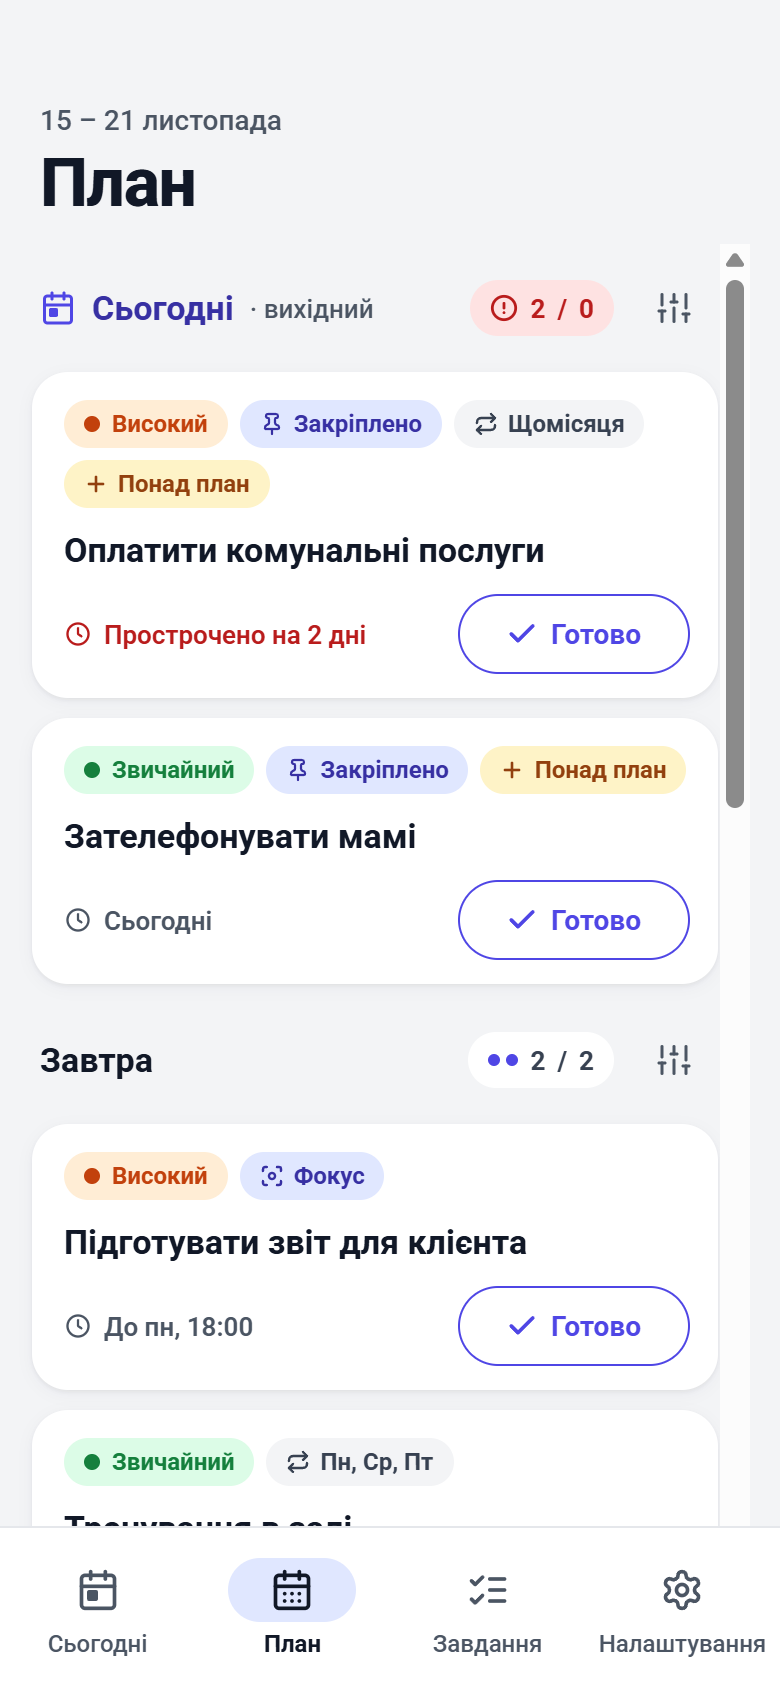 15 – 21 листопада
План
Сьогодні · вихідний 2 / 0
Високий Закріплено Щомісяця
Понад план
Оплатити комунальні послуги
Прострочено на 2 дні Готово
Звичайний Закріплено Понад план
Зателефонувати мамі
Сьогодні Готово
Завтра 2 / 2
Високий Фокус
Підготувати звіт для клієнта
До пн, 18:00 Готово
Звичайний Пн, Ср, Пт
Тренування в залі
Сьогодні План Завдання Налаштування